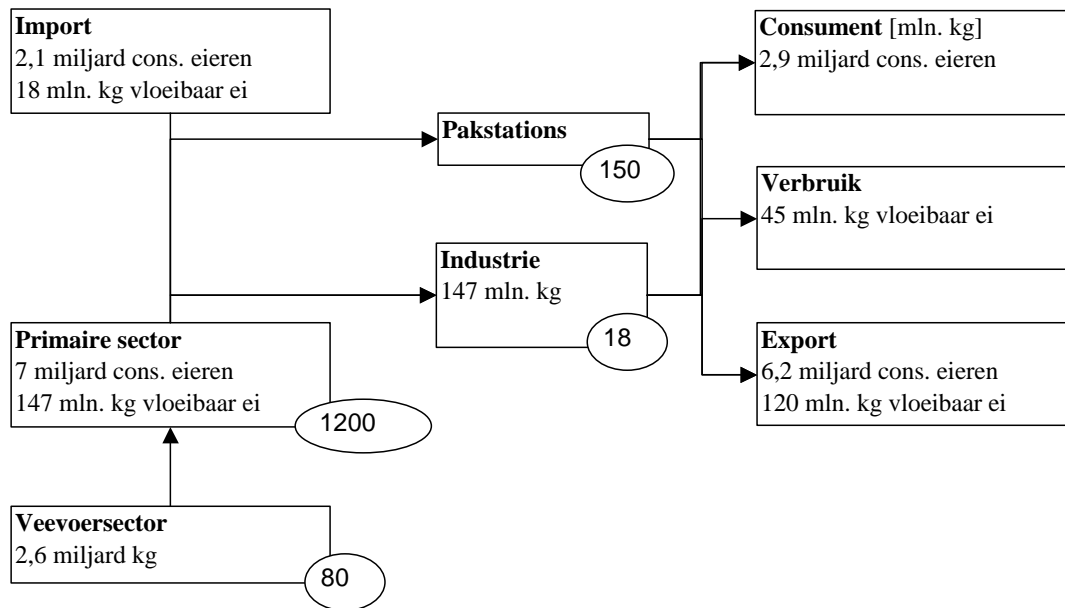 Import
2,1 miljard cons. eieren
18 mln. kg vloeibaar ei
Consument [mln. kg]
2,9 miljard cons. eieren
Pakstations
150
Verbruik
45 mln. kg vloeibaar ei
Industrie
147 mln. kg
18
Primaire sector
7 miljard cons. eieren
147 mln. kg vloeibaar ei
1200
Export
6,2 miljard cons. eieren
120 mln. kg vloeibaar ei
Veevoersector
2,6 miljard kg
80